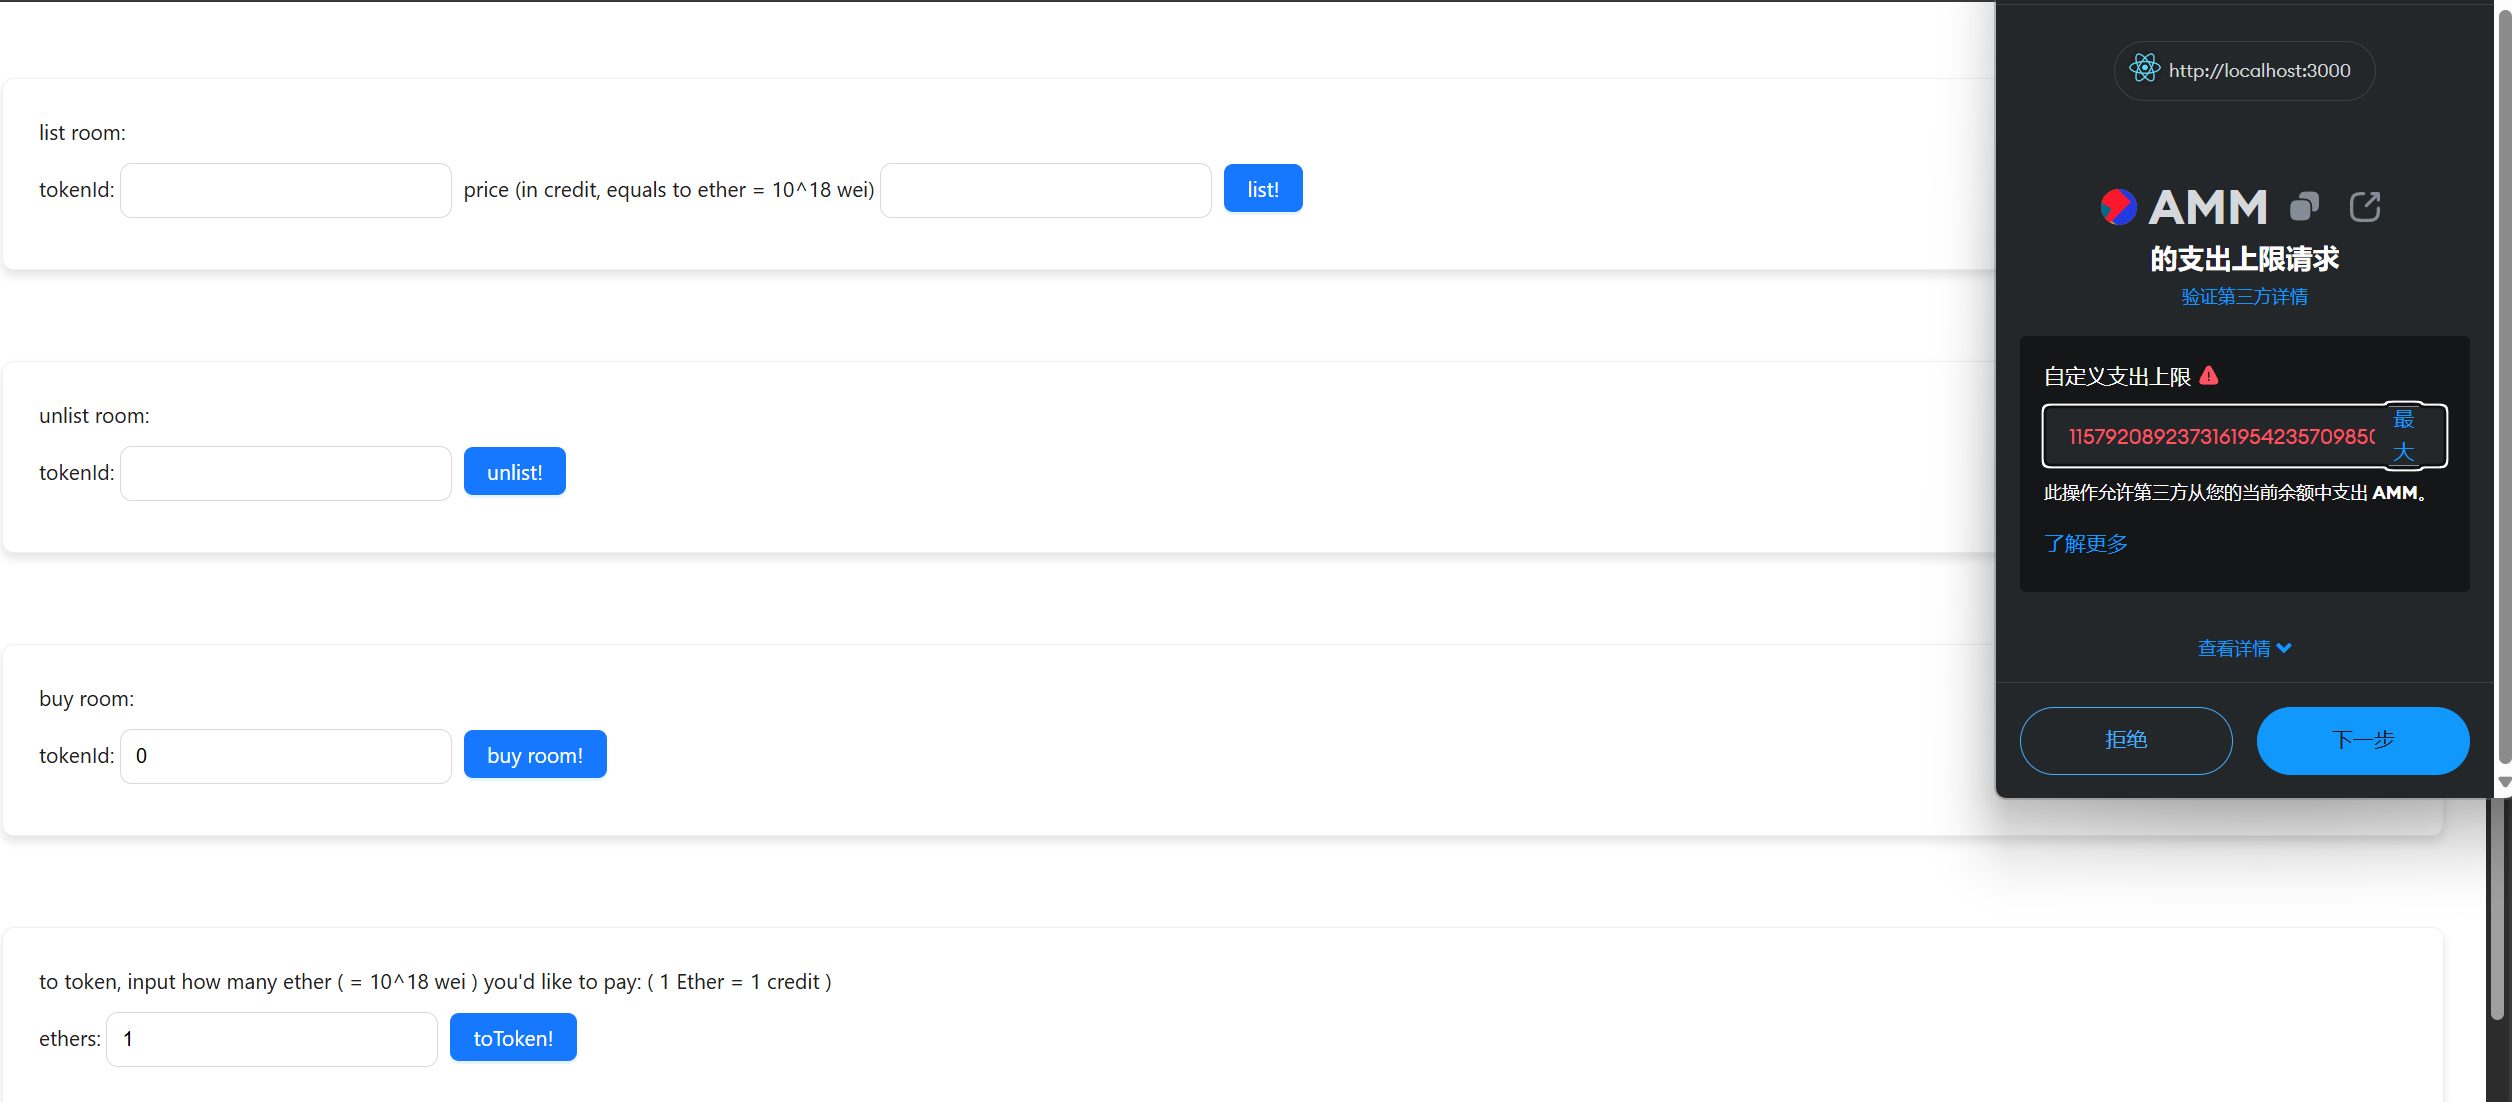 list room:
tokenId:
price (in credit, equals to ether = 10^18 wei)
list!
unlist room:
tokenId:
unlist!
buy room:
tokenId: 0
buy room!
to token, input how many ether ( = 10^18 wei ) you'd like to pay: ( 1 Ether = 1 credit )
ethers: 1
toToken!
http://localhost:3000
AMM
的支出上限请求
验证第三方详情
自定义支出上限
115792089237316195423570985
最大
此操作允许第三方从您的当前余额中支出 AMM。
了解更多
查看详情
拒绝
下一步